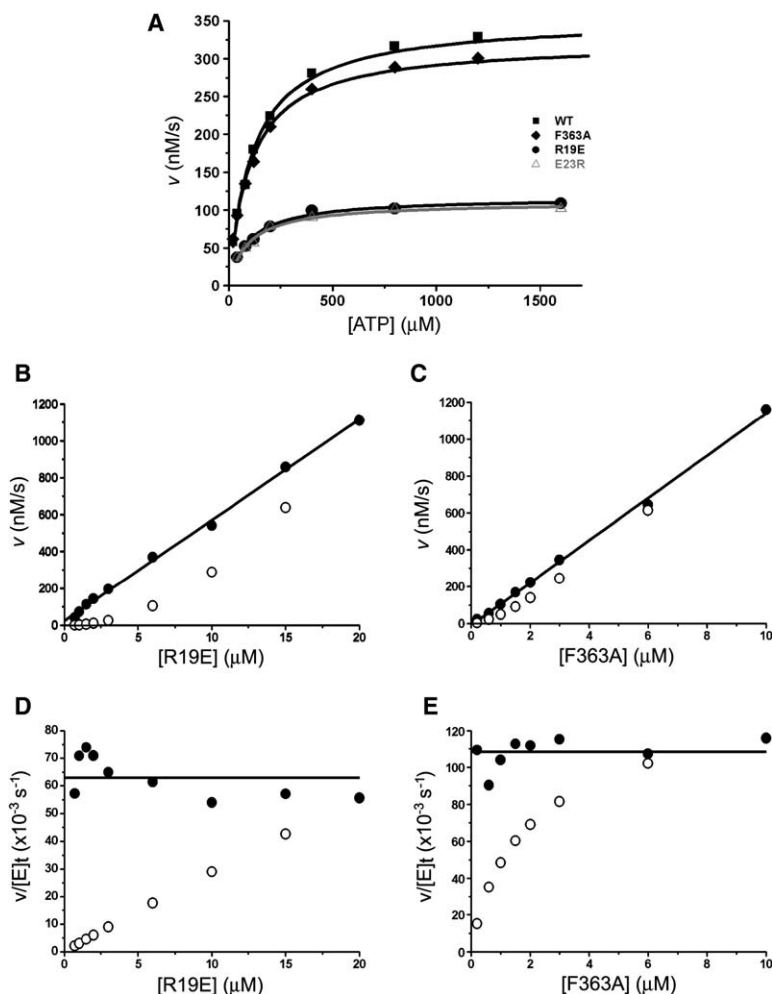 A
350
300
250
200
150
100
50
0
v (nM/s)
0 500 1000 1500
[ATP] (μM)
WT
F363A
R19E
E23R
B
1200
1000
800
600
400
200
0
v (nM/s)
0 5 10 15 20
[R19E] (μM)
C
1200
1000
800
600
400
200
0
v (nM/s)
0 2 4 6 8 10
[F363A] (μM)
D
80
70
60
50
40
30
20
10
0
v/[E]t (x10⁻³ s⁻¹)
0 5 10 15 20
[R19E] (μM)
E
120
100
80
60
40
20
0
v/[E]t (x10⁻³ s⁻¹)
0 2 4 6 8 10
[F363A] (μM)